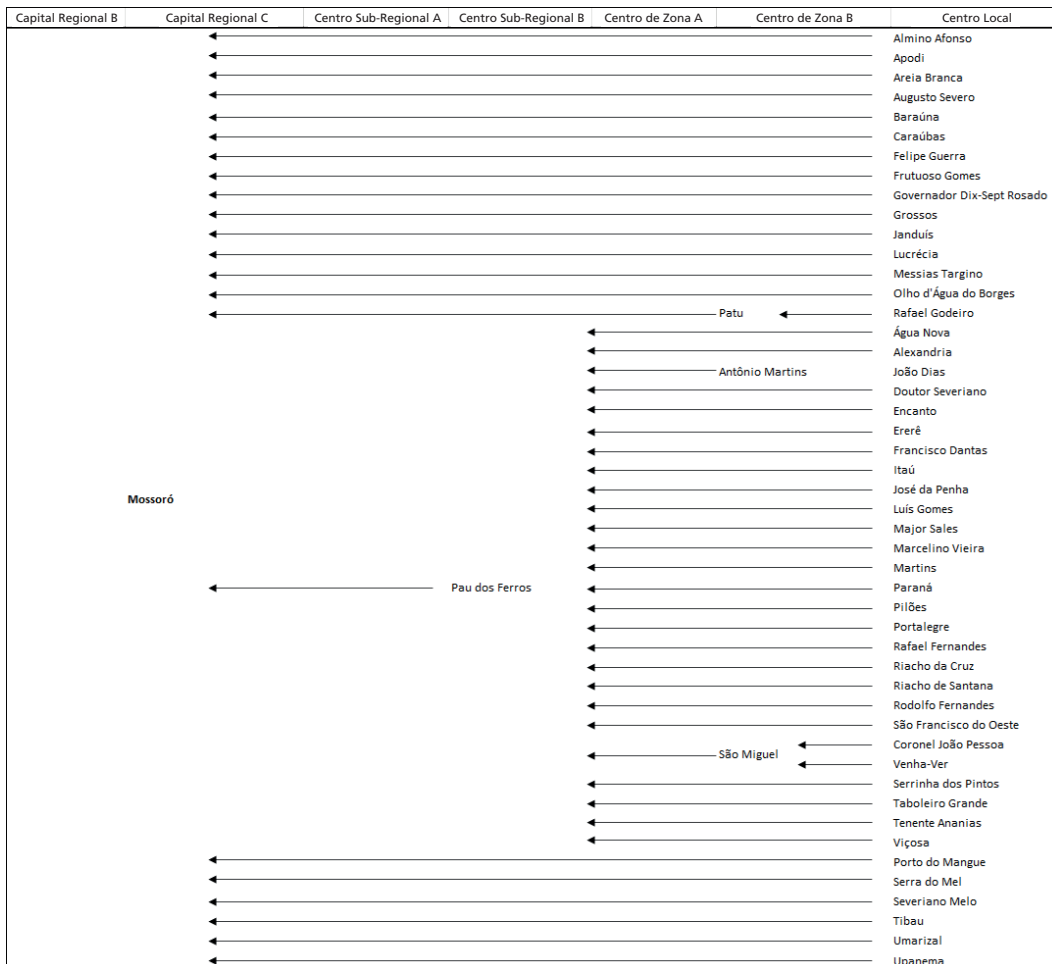 Capital Regional B Capital Regional C Centro Sub-Regional A Centro Sub-Regional B Centro de Zona A Centro de Zona B Centro Local
Almino Afonso
Apodi
Areia Branca
Augusto Severo
Baraúna
Caraúbas
Felipe Guerra
Frutuoso Gomes
Governador Dix-Sept Rosado
Grossos
Janduís
Lucrécia
Messias Targino
Olho d'Água do Borges
Patu Rafael Godeiro
Água Nova
Alexandria
Antônio Martins João Dias
Doutor Severiano
Encanto
Ererê
Francisco Dantas
Itaú
José da Penha
Mossoró
Luís Gomes
Major Sales
Marcelino Vieira
Martins
Pau dos Ferros Paraná
Pilões
Portalegre
Rafael Fernandes
Riacho da Cruz
Riacho de Santana
Rodolfo Fernandes
São Francisco do Oeste
Coronel João Pessoa
São Miguel
Venha-Ver
Serrinha dos Pintos
Taboleiro Grande
Tenente Ananias
Viçosa
Porto do Mangue
Serra do Mel
Severiano Melo
Tibau
Umarizal
Upanema